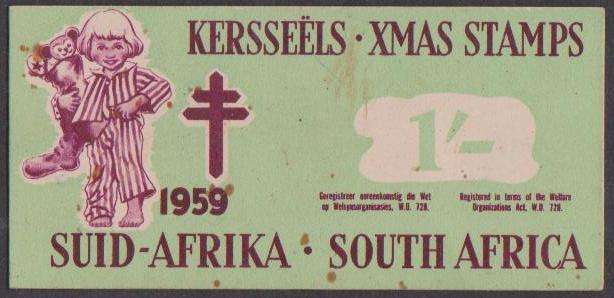 KERSSEËLS · XMAS STAMPS
1/-
1959
Geregistreer ooreenkomstig die Wet
op Welsynsorganisasies, W.O. 728.
Registered in terms of the Welfare
Organizations Act, W.O. 728.
SUID-AFRIKA · SOUTH AFRICA